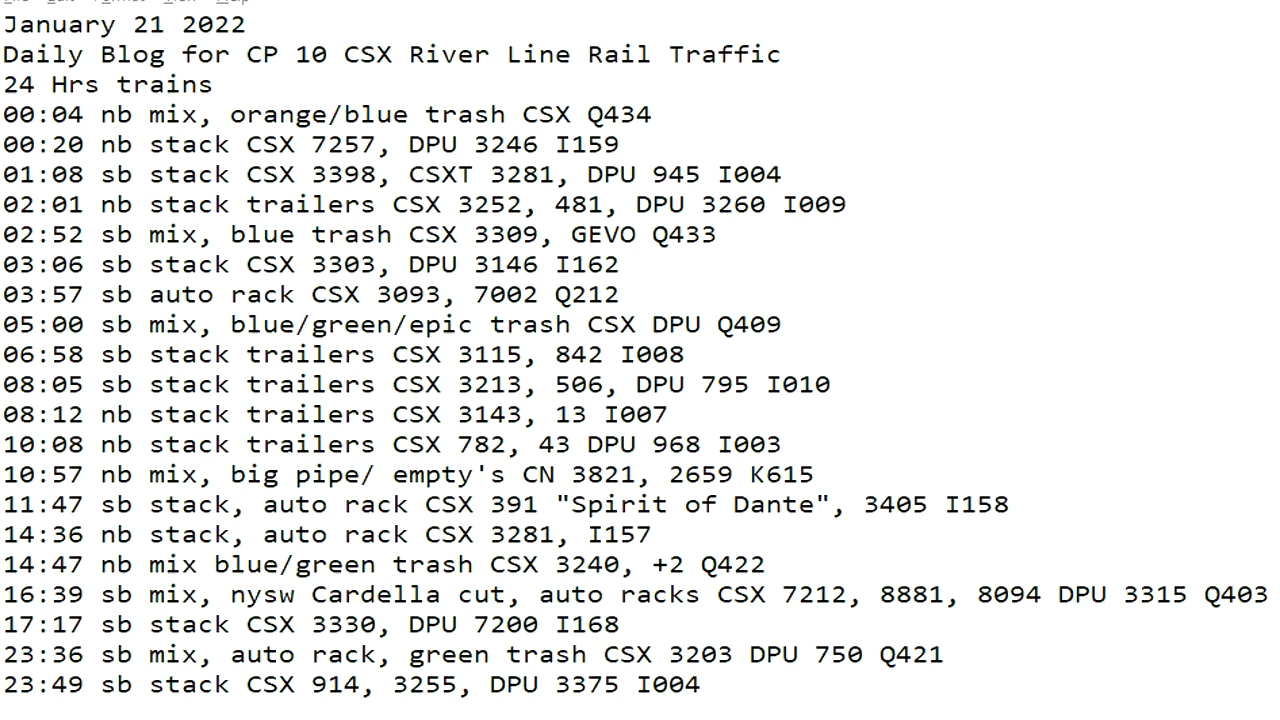 January 21 2022
Daily Blog for CP 10 CSX River Line Rail Traffic
24 Hrs trains
00:04 nb mix, orange/blue trash CSX Q434
00:20 nb stack CSX 7257, DPU 3246 I159
01:08 sb stack CSX 3398, CSXT 3281, DPU 945 I004
02:01 nb stack trailers CSX 3252, 481, DPU 3260 I009
02:52 sb mix, blue trash CSX 3309, GEVO Q433
03:06 sb stack CSX 3303, DPU 3146 I162
03:57 sb auto rack CSX 3093, 7002 Q212
05:00 sb mix, blue/green/epic trash CSX DPU Q409
06:58 sb stack trailers CSX 3115, 842 I008
08:05 sb stack trailers CSX 3213, 506, DPU 795 I010
08:12 nb stack trailers CSX 3143, 13 I007
10:08 nb stack trailers CSX 782, 43 DPU 968 I003
10:57 nb mix, big pipe/ empty's CN 3821, 2659 K615
11:47 sb stack, auto rack CSX 391 "Spirit of Dante", 3405 I158
14:36 nb stack, auto rack CSX 3281, I157
14:47 nb mix blue/green trash CSX 3240, +2 Q422
16:39 sb mix, nysw Cardella cut, auto racks CSX 7212, 8881, 8094 DPU 3315 Q403
17:17 sb stack CSX 3330, DPU 7200 I168
23:36 sb mix, auto rack, green trash CSX 3203 DPU 750 Q421
23:49 sb stack CSX 914, 3255, DPU 3375 I004